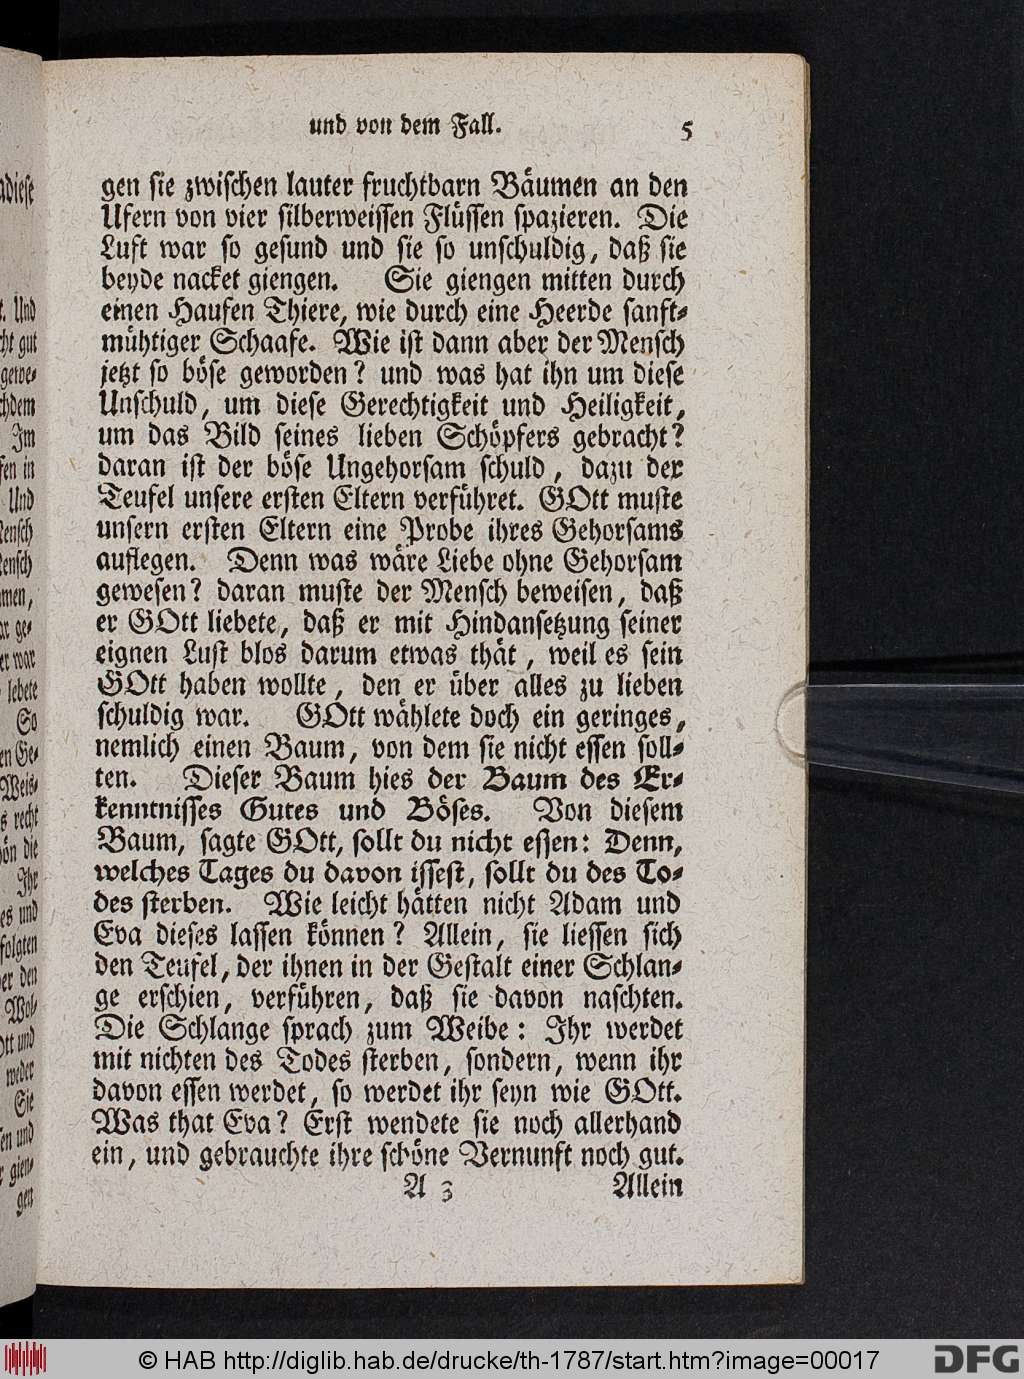 und von dem Fall. 5
gen sie zwischen lauter fruchtbarn Bäumen an den
Ufern von vier silberweissen Flüssen spazieren. Die
Luft war so gesund und sie so unschuldig, daß sie
beyde nacket giengen. Sie giengen mitten durch
einen Haufen Thiere, wie durch eine Heerde sanft-
mühtiger Schaafe. Wie ist dann aber der Mensch
jetzt so böse geworden? und was hat ihn um diese
Unschuld, um diese Gerechtigkeit und Heiligkeit,
um das Bild seines lieben Schöpfers gebracht?
daran ist der böse Ungehorsam schuld, dazu der
Teufel unsere ersten Eltern verführet. GOtt muste
unsern ersten Eltern eine Probe ihres Gehorsams
auflegen. Denn was wäre Liebe ohne Gehorsam
gewesen? daran muste der Mensch beweisen, daß
er GOtt liebete, daß er mit Hindansetzung seiner
eignen Lust blos darum etwas thät, weil es sein
GOtt haben wollte, den er über alles zu lieben
schuldig war. GOtt wählete doch ein geringes,
nemlich einen Baum, von dem sie nicht essen soll-
ten. Dieser Baum hies der Baum des Er-
kenntnisses Gutes und Böses. Von diesem
Baum, sagte GOtt, sollt du nicht essen: Denn,
welches Tages du davon issest, sollt du des To-
des sterben. Wie leicht hätten nicht Adam und
Eva dieses lassen können? Allein, sie liessen sich
den Teufel, der ihnen in der Gestalt einer Schlan-
ge erschien, verführen, daß sie davon naschten.
Die Schlange sprach zum Weibe: Ihr werdet
mit nichten des Todes sterben, sondern, wenn ihr
davon essen werdet, so werdet ihr seyn wie GOtt.
Was that Eva? Erst wendete sie noch allerhand
ein, und gebrauchte ihre schöne Vernunft noch gut.
A 3 Allein
© HAB http://diglib.hab.de/drucke/th-1787/start.htm?image=00017
DFG